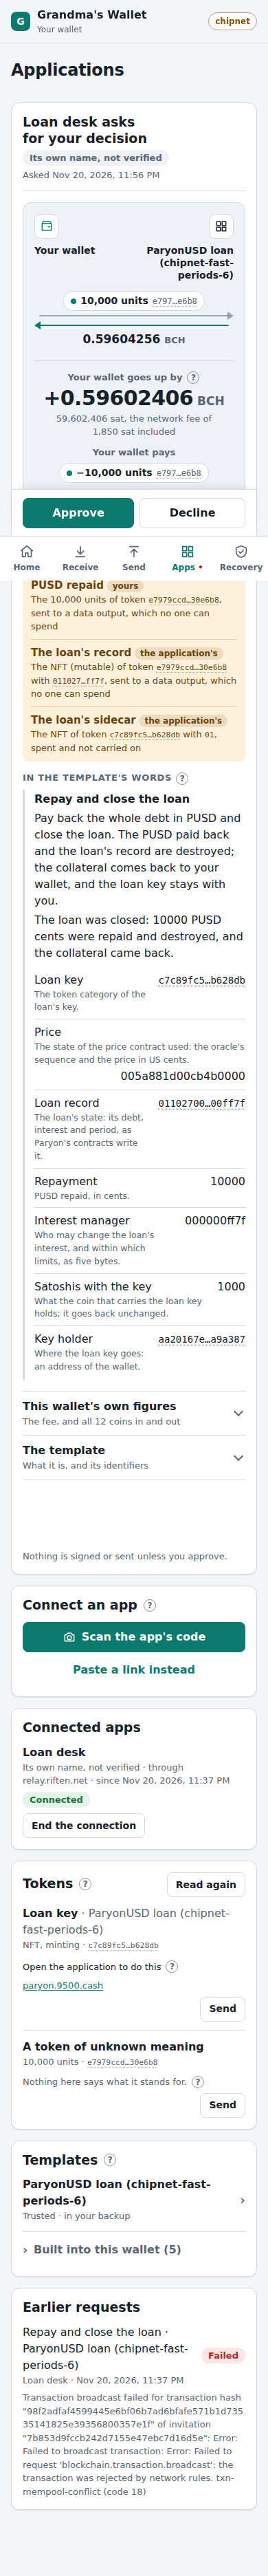 G
Grandma's Wallet
Your wallet
chipnet
Applications
Loan desk asks
for your decision
Its own name, not verified
Asked Nov 20, 2026, 11:56 PM
Your wallet
ParyonUSD loan
(chipnet-fast-
periods-6)
10,000 units e797…e6b8
0.59604256 BCH
Your wallet goes up by ?
+0.59602406 BCH
59,602,406 sat, the network fee of
1,850 sat included
Your wallet pays
−10,000 units e797…e6b8
Approve
Decline
Home
Receive
Send
Apps
Recovery
PUSD repaid yours
The 10,000 units of token e7979ccd…30e6b8,
sent to a data output, which no one can
spend
The loan's record the application's
The NFT (mutable) of token e7979ccd…30e6b8
with 011027…ff7f, sent to a data output, which
no one can spend
The loan's sidecar the application's
The NFT of token c7c89fc5…b628db with 01,
spent and not carried on
IN THE TEMPLATE'S WORDS ?
Repay and close the loan
Pay back the whole debt in PUSD and
close the loan. The PUSD paid back
and the loan's record are destroyed;
the collateral comes back to your
wallet, and the loan key stays with
you.
The loan was closed: 10000 PUSD
cents were repaid and destroyed, and
the collateral came back.
Loan key
c7c89fc5…b628db
The token category of the
loan's key.
Price
The state of the price contract used: the oracle's
sequence and the price in US cents.
005a881d00cb4b0000
Loan record
01102700…00ff7f
The loan's state: its debt,
interest and period, as
Paryon's contracts write
it.
Repayment
10000
PUSD repaid, in cents.
Interest manager
000000ff7f
Who may change the loan's
interest, and within which
limits, as five bytes.
Satoshis with the key
1000
What the coin that carries the loan key
holds; it goes back unchanged.
Key holder
aa20167e…a9a387
Where the loan key goes:
an address of the wallet.
This wallet's own figures
The fee, and all 12 coins in and out
The template
What it is, and its identifiers
Nothing is signed or sent unless you approve.
Connect an app ?
Scan the app's code
Paste a link instead
Connected apps
Loan desk
Its own name, not verified · through
relay.riften.net · since Nov 20, 2026, 11:37 PM
Connected
End the connection
Tokens ?
Read again
Loan key · ParyonUSD loan (chipnet-
fast-periods-6)
NFT, minting · c7c89fc5…b628db
Open the application to do this ?
paryon.9500.cash
Send
A token of unknown meaning
10,000 units · e7979ccd…30e6b8
Nothing here says what it stands for. ?
Send
Templates ?
ParyonUSD loan (chipnet-fast-
periods-6)
Trusted · in your backup
Built into this wallet (5)
Earlier requests
Repay and close the loan ·
ParyonUSD loan (chipnet-fast-
periods-6)
Failed
Loan desk · Nov 20, 2026, 11:37 PM
Transaction broadcast failed for transaction hash
"98f2adfaf4599445e6bf06b7ad6bfafe571b1d735
35141825e39356800357e1f" of invitation
"7b853d9fccb242d7155e47ebc7d16d5e": Error:
Failed to broadcast transaction: Error: Failed to
request 'blockchain.transaction.broadcast': the
transaction was rejected by network rules. txn-
mempool-conflict (code 18)